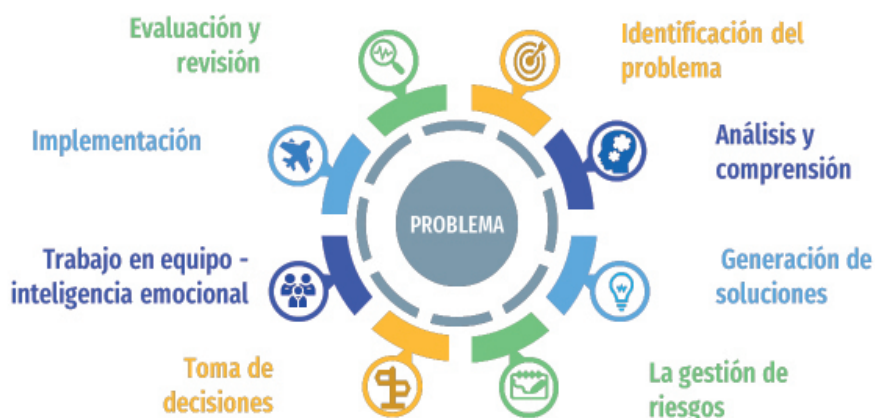 Evaluación y
revisión
Identificación del
problema
Implementación
Análisis y
comprensión
PROBLEMA
Trabajo en equipo -
inteligencia emocional
Generación de
soluciones
Toma de
decisiones
La gestión de
riesgos